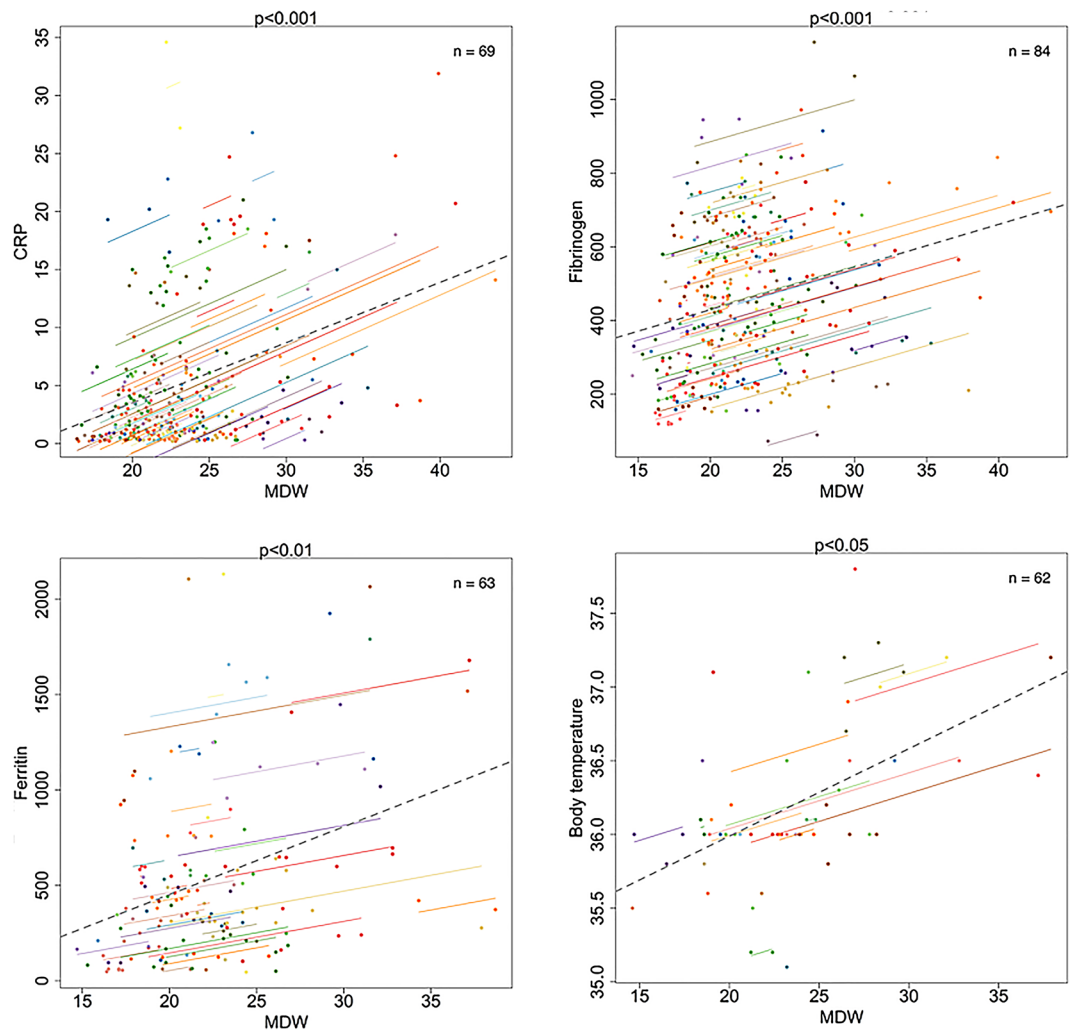 p<0.001
n = 69
CRP
0 5 10 15 20 25 30 35
20 25 30 35 40
MDW
p<0.001
n = 84
Fibrinogen
200 400 600 800 1000
15 20 25 30 35 40
MDW
p<0.01
n = 63
Ferritin
0 500 1000 1500 2000
15 20 25 30 35
MDW
p<0.05
n = 62
Body temperature
35.0 35.5 36.0 36.5 37.0 37.5
15 20 25 30 35
MDW